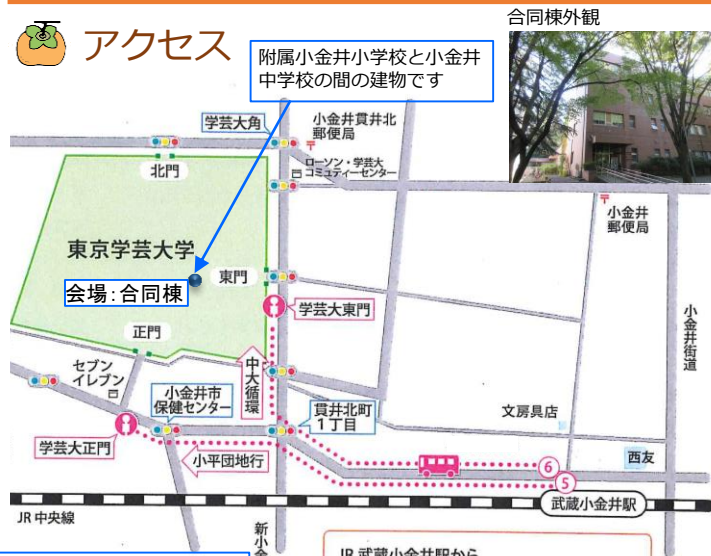 合同棟外観
アクセス
附属小金井小学校と小金井
中学校の間の建物です
学芸大角
小金井貫井北
郵便局
ローソン・学芸大
コミュティーセンター
北門
小金井
郵便局
東京学芸大学
東門
会場:合同棟
学芸大東門
小金井街道
正門
セブン
イレブン
中大循環
小金井市
保健センター
貫井北町
1丁目
文房具店
学芸大正門
小平団地行
西友
6
5
武蔵小金井駅
JR 中央線
新小金
JR 武蔵小金井駅から